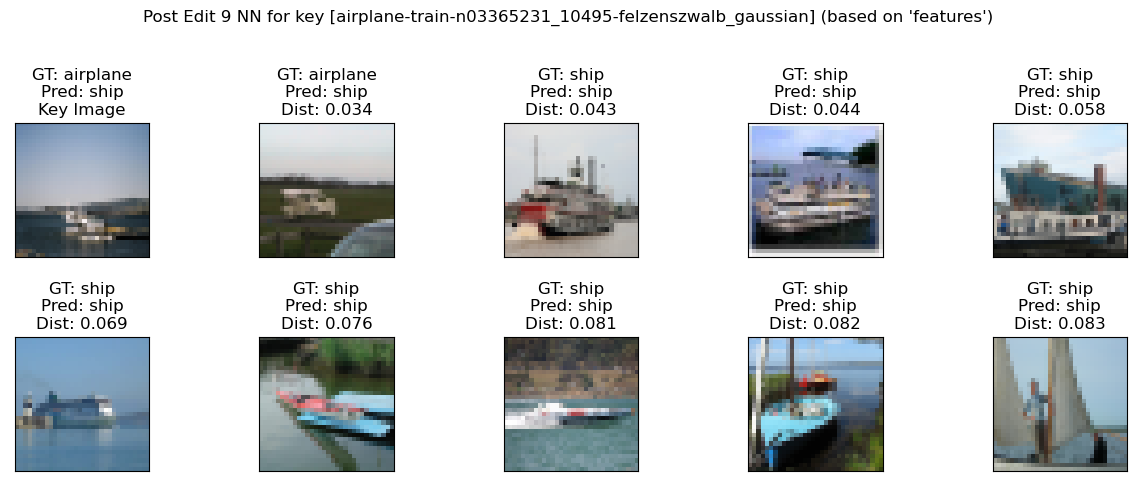 Post Edit 9 NN for key [airplane-train-n03365231_10495-felzenszwalb_gaussian] (based on 'features')
GT: airplane
Pred: ship
Key Image
GT: airplane
Pred: ship
Dist: 0.034
GT: ship
Pred: ship
Dist: 0.043
GT: ship
Pred: ship
Dist: 0.044
GT: ship
Pred: ship
Dist: 0.058
GT: ship
Pred: ship
Dist: 0.069
GT: ship
Pred: ship
Dist: 0.076
GT: ship
Pred: ship
Dist: 0.081
GT: ship
Pred: ship
Dist: 0.082
GT: ship
Pred: ship
Dist: 0.083